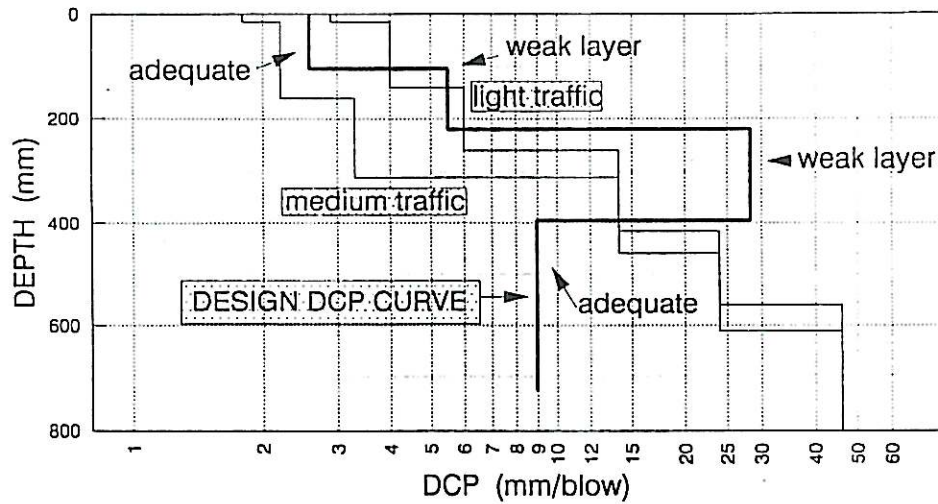 0
200
400
600
800
DEPTH (mm)
adequate
weak layer
light traffic
weak layer
medium traffic
DESIGN DCP CURVE
adequate
1 2 3 4 5 6 7 8 9 10 12 15 20 25 30 40 50 60
DCP (mm/blow)